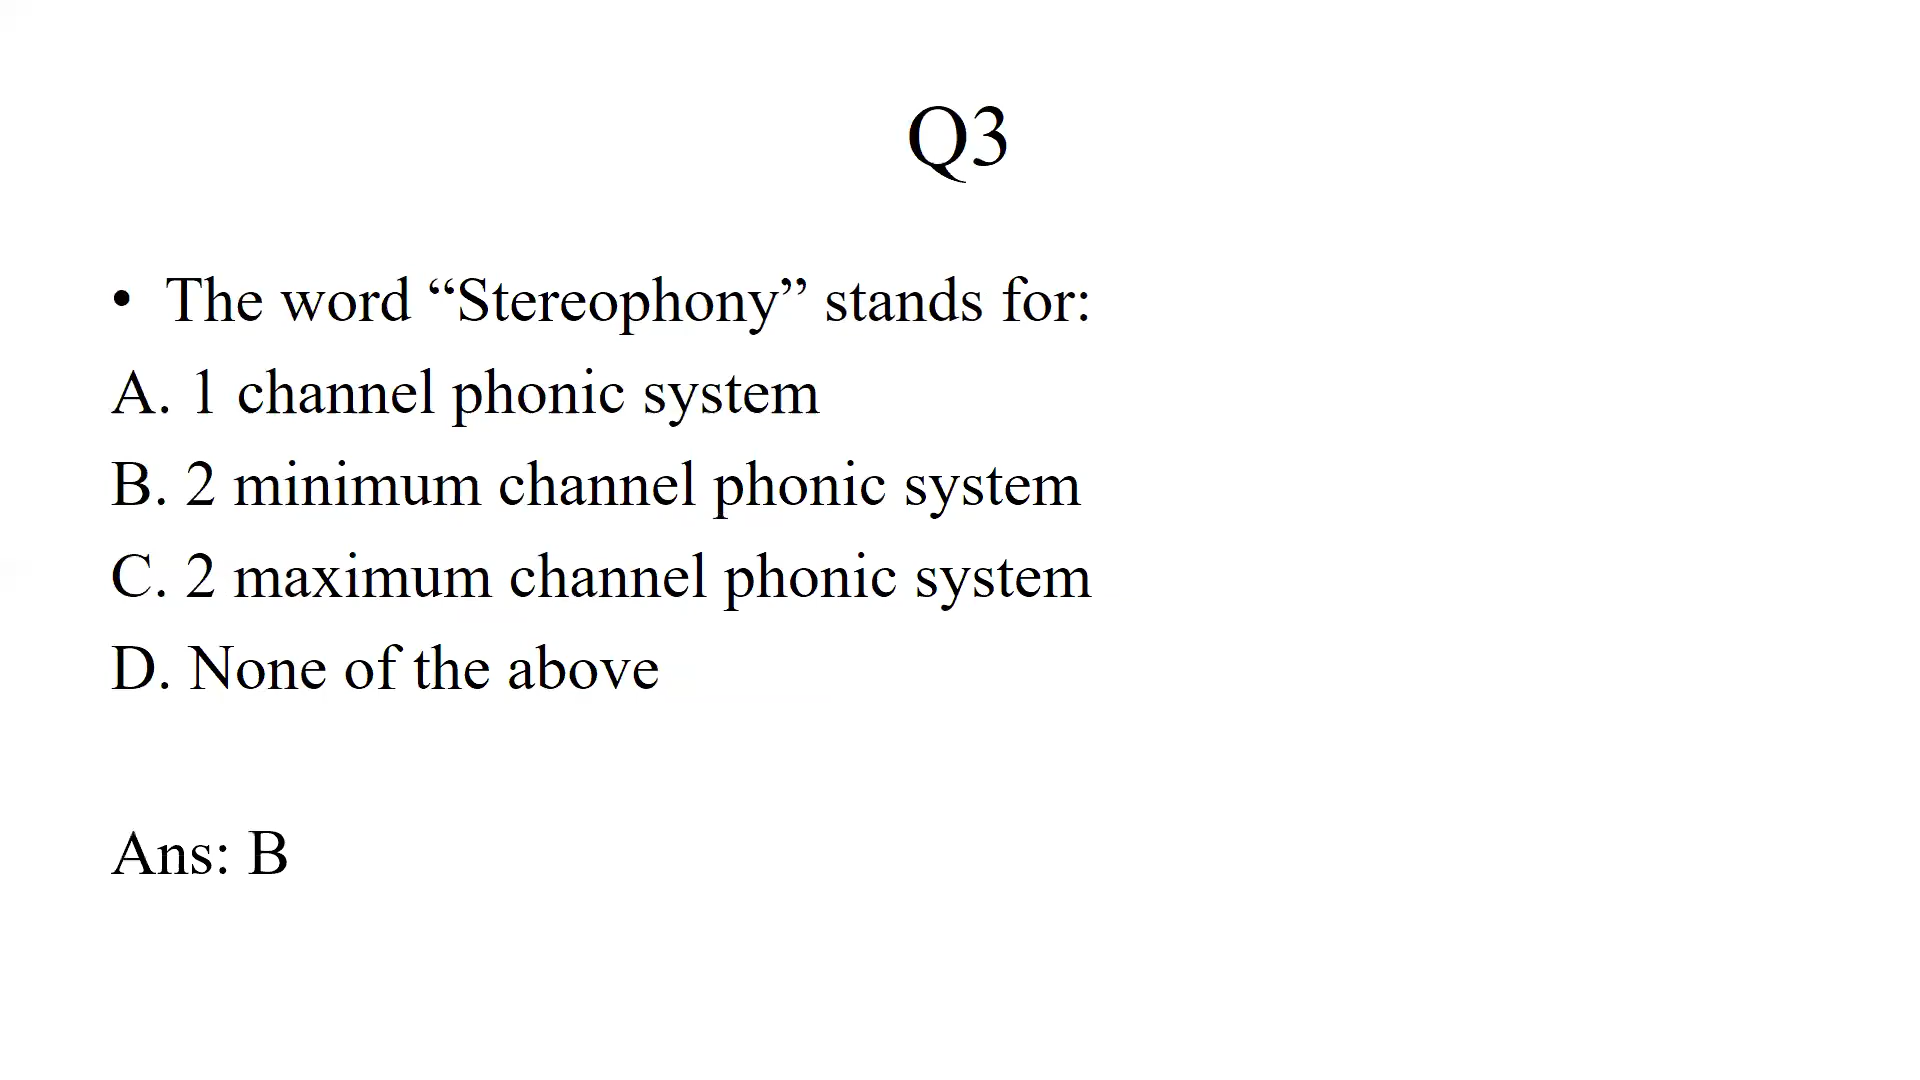 Q3
• The word “Stereophony” stands for:
A. 1 channel phonic system
B. 2 minimum channel phonic system
C. 2 maximum channel phonic system
D. None of the above
Ans: B